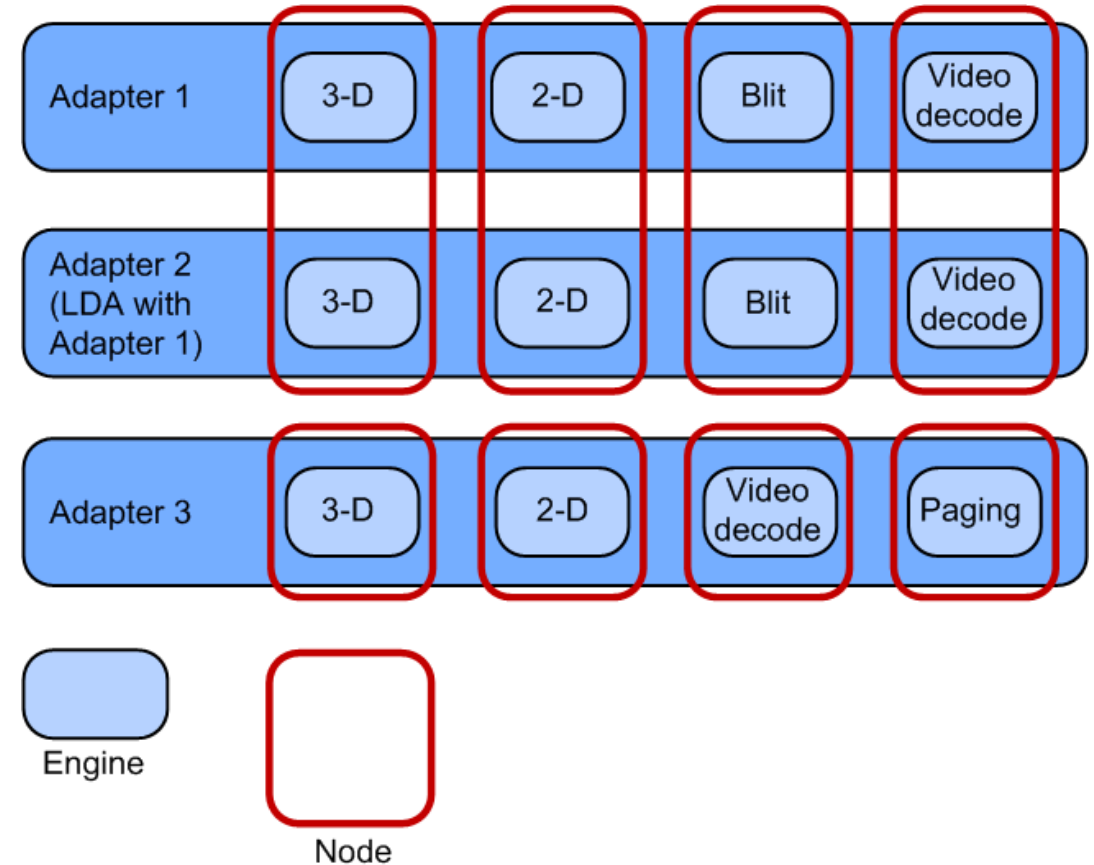 Adapter 1
3-D
2-D
Blit
Video
decode
Adapter 2
(LDA with
Adapter 1)
3-D
2-D
Blit
Video
decode
Adapter 3
3-D
2-D
Video
decode
Paging
Engine
Node